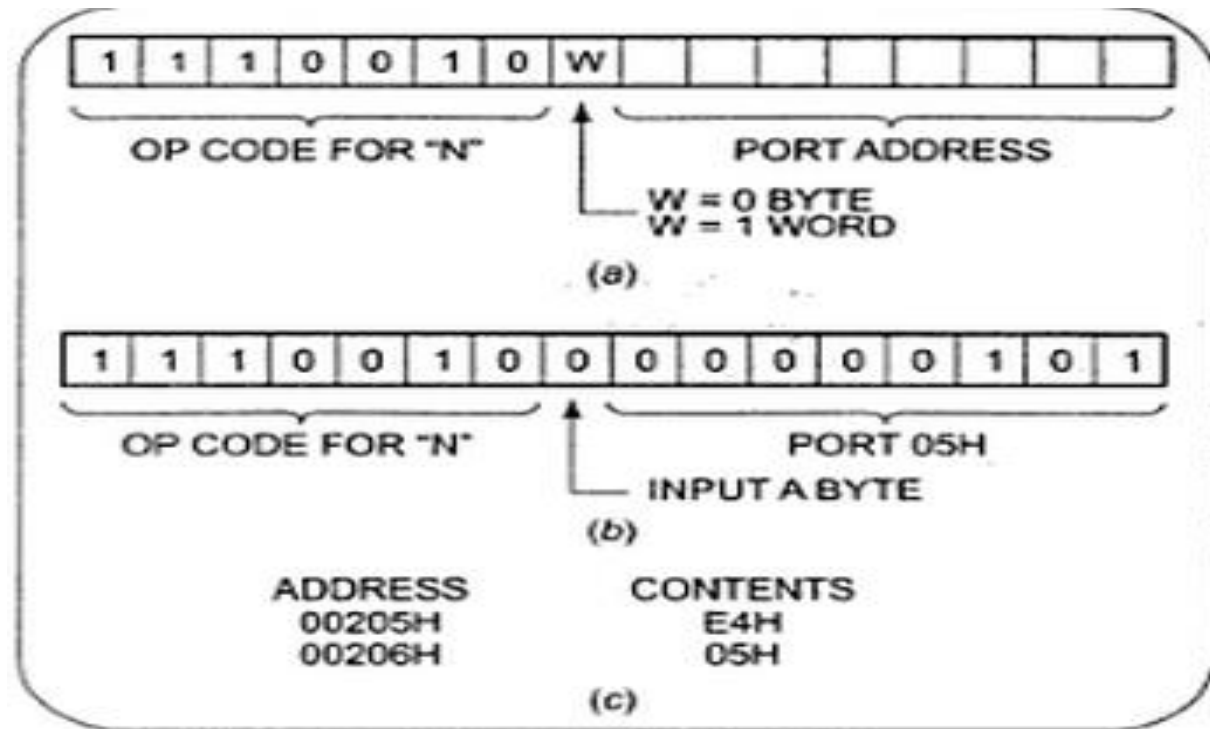 1 1 1 0 0 1 0 W
OP CODE FOR "N" PORT ADDRESS
W = 0 BYTE
W = 1 WORD
(a)
1 1 1 0 0 1 0 0 0 0 0 0 0 1 0 1
OP CODE FOR "N" PORT 05H
INPUT A BYTE
(b)
ADDRESS CONTENTS
00205H E4H
00206H 05H
(c)